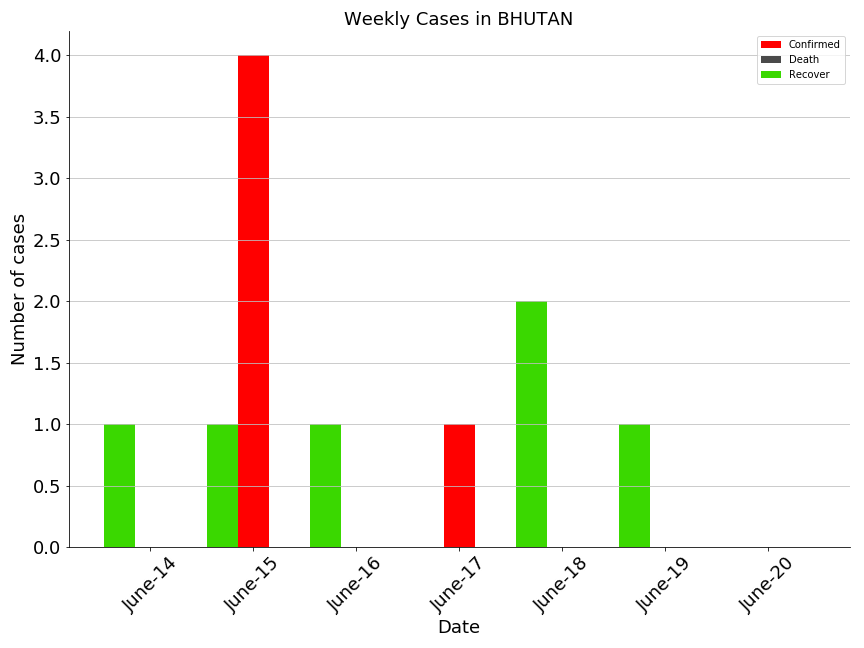 Weekly Cases in BHUTAN
Confirmed
Death
Recover
Number of cases
4.0
3.5
3.0
2.5
2.0
1.5
1.0
0.5
0.0
June-14
June-15
June-16
June-17
June-18
June-19
June-20
Date